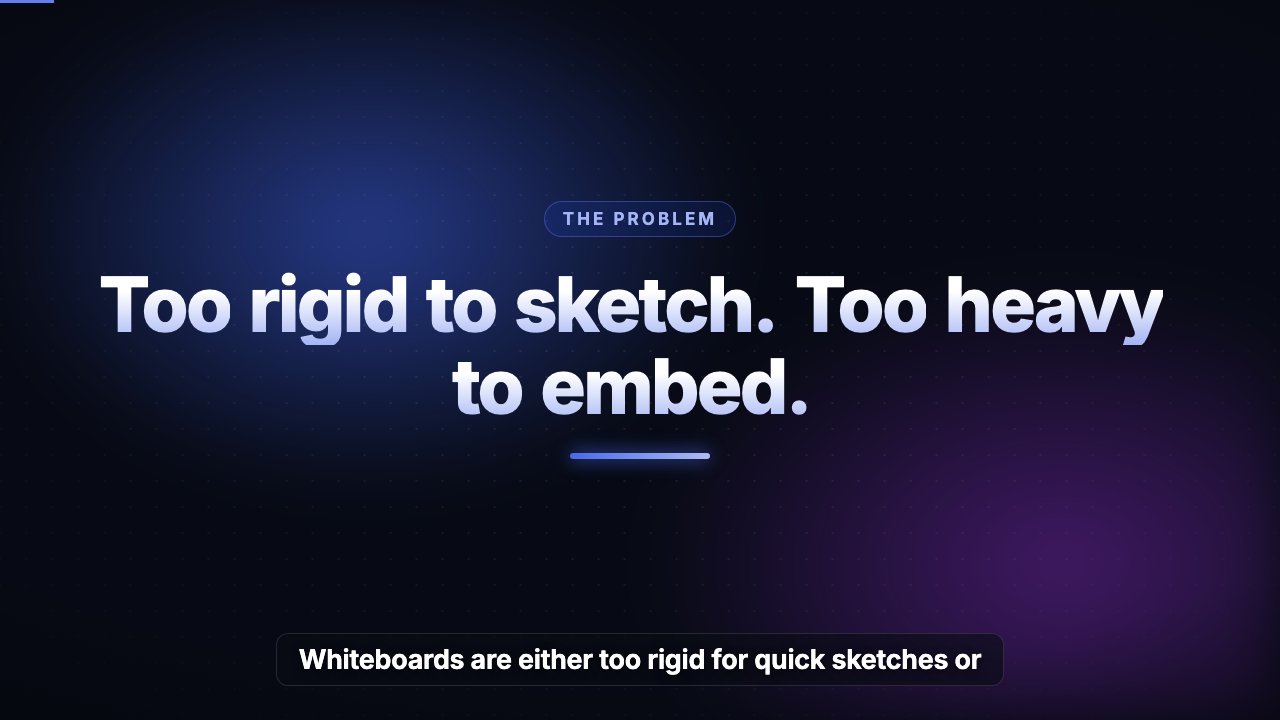 THE PROBLEM
Too rigid to sketch. Too heavy
to embed.
Whiteboards are either too rigid for quick sketches or